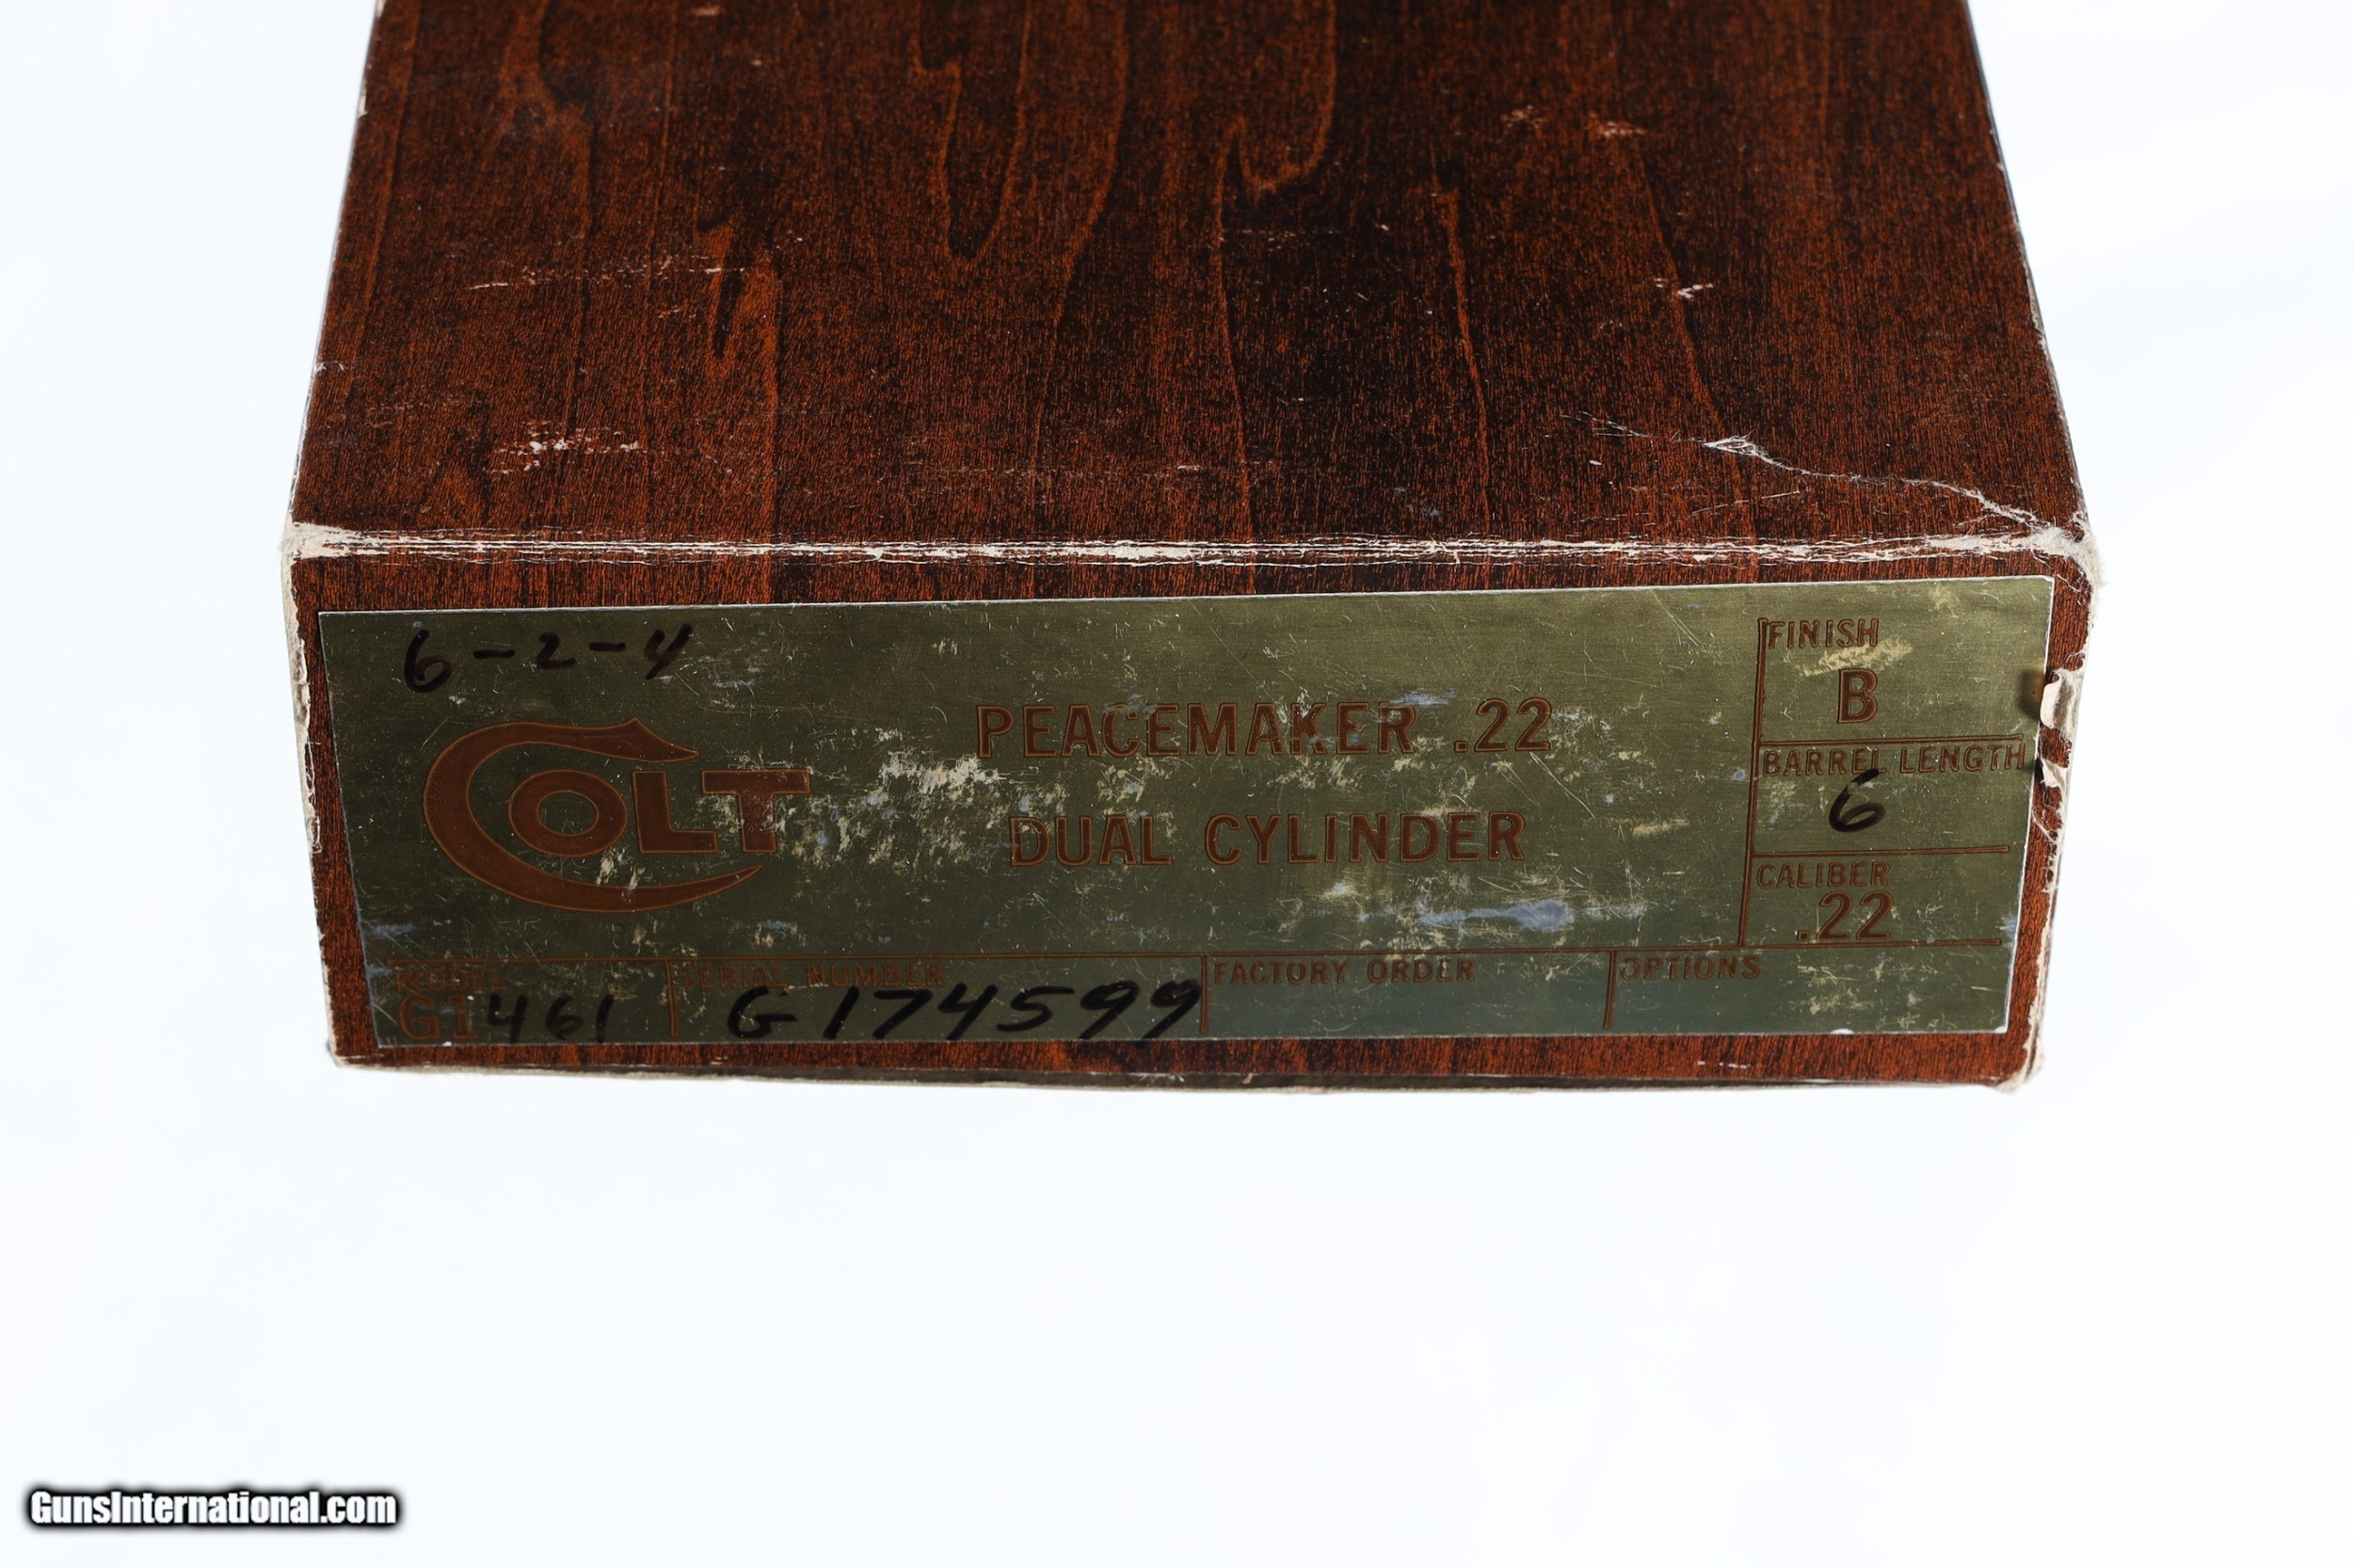 6-2-4
COLT
PEACEMAKER .22
DUAL CYLINDER
FINISH
B
BARREL LENGTH
6
CALIBER
.22
MODEL
G1461
SERIAL NUMBER
G174599
FACTORY ORDER
OPTIONS
GunsInternational.com